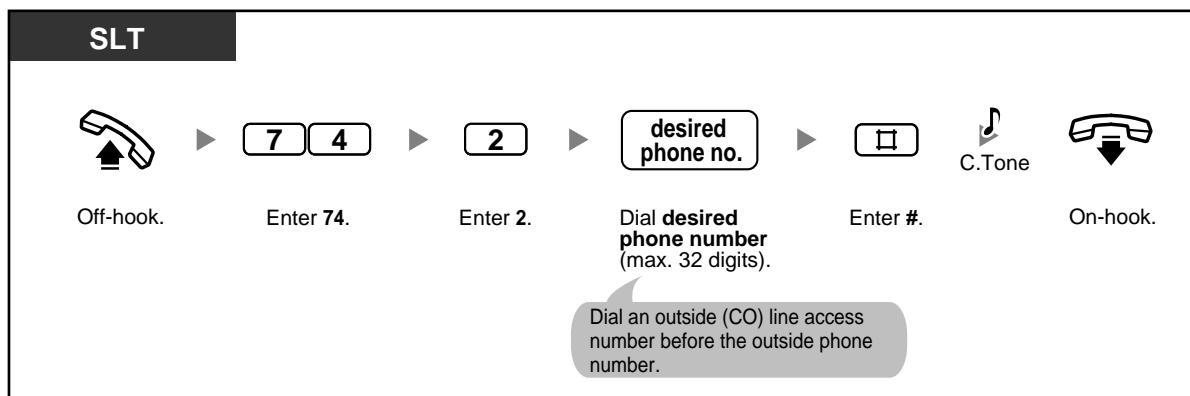 SLT
7 4
2
desired
phone no.
#
C.Tone
Off-hook.
Enter 74.
Enter 2.
Dial desired
phone number
(max. 32 digits).
Enter #.
On-hook.
Dial an outside (CO) line access
number before the outside phone
number.